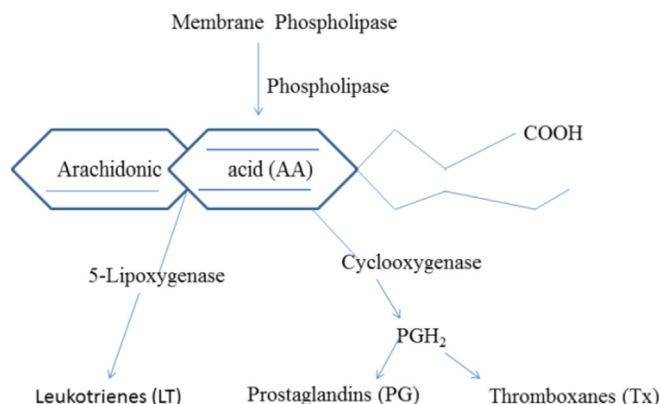 Membrane Phospholipase
Phospholipase
COOH
Arachidonic acid (AA)
Cyclooxygenase
5-Lipoxygenase
PGH₂
Leukotrienes (LT)
Prostaglandins (PG)
Thromboxanes (Tx)